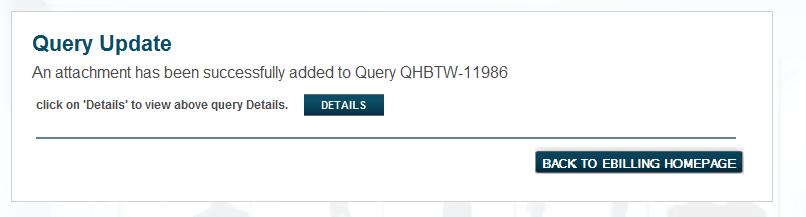 Query Update
An attachment has been successfully added to Query QHBTW-11986
click on 'Details' to view above query Details. DETAILS
BACK TO EBILLING HOMEPAGE